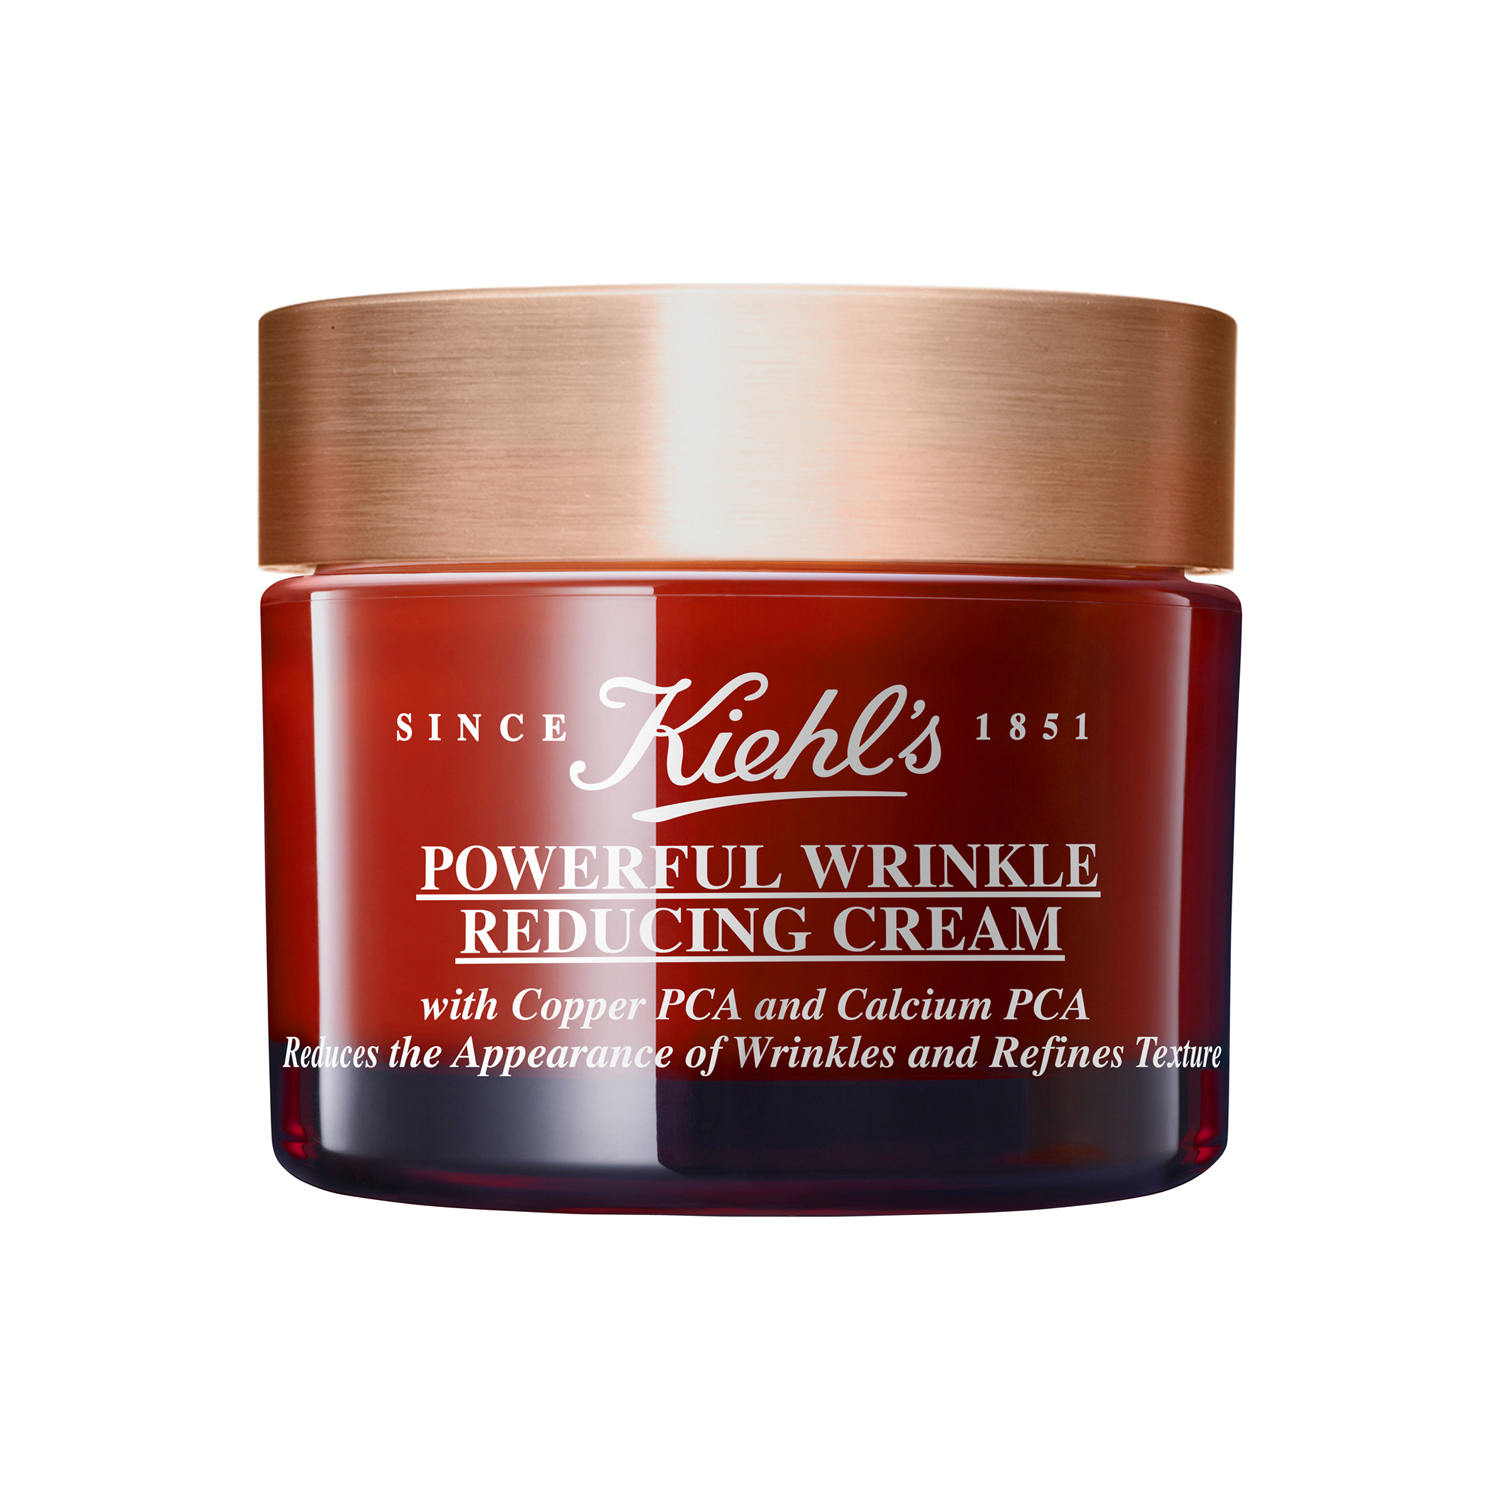 SINCE Kiehl's 1851
POWERFUL WRINKLE
REDUCING CREAM
with Copper PCA and Calcium PCA
Reduces the Appearance of Wrinkles and Refines Texture